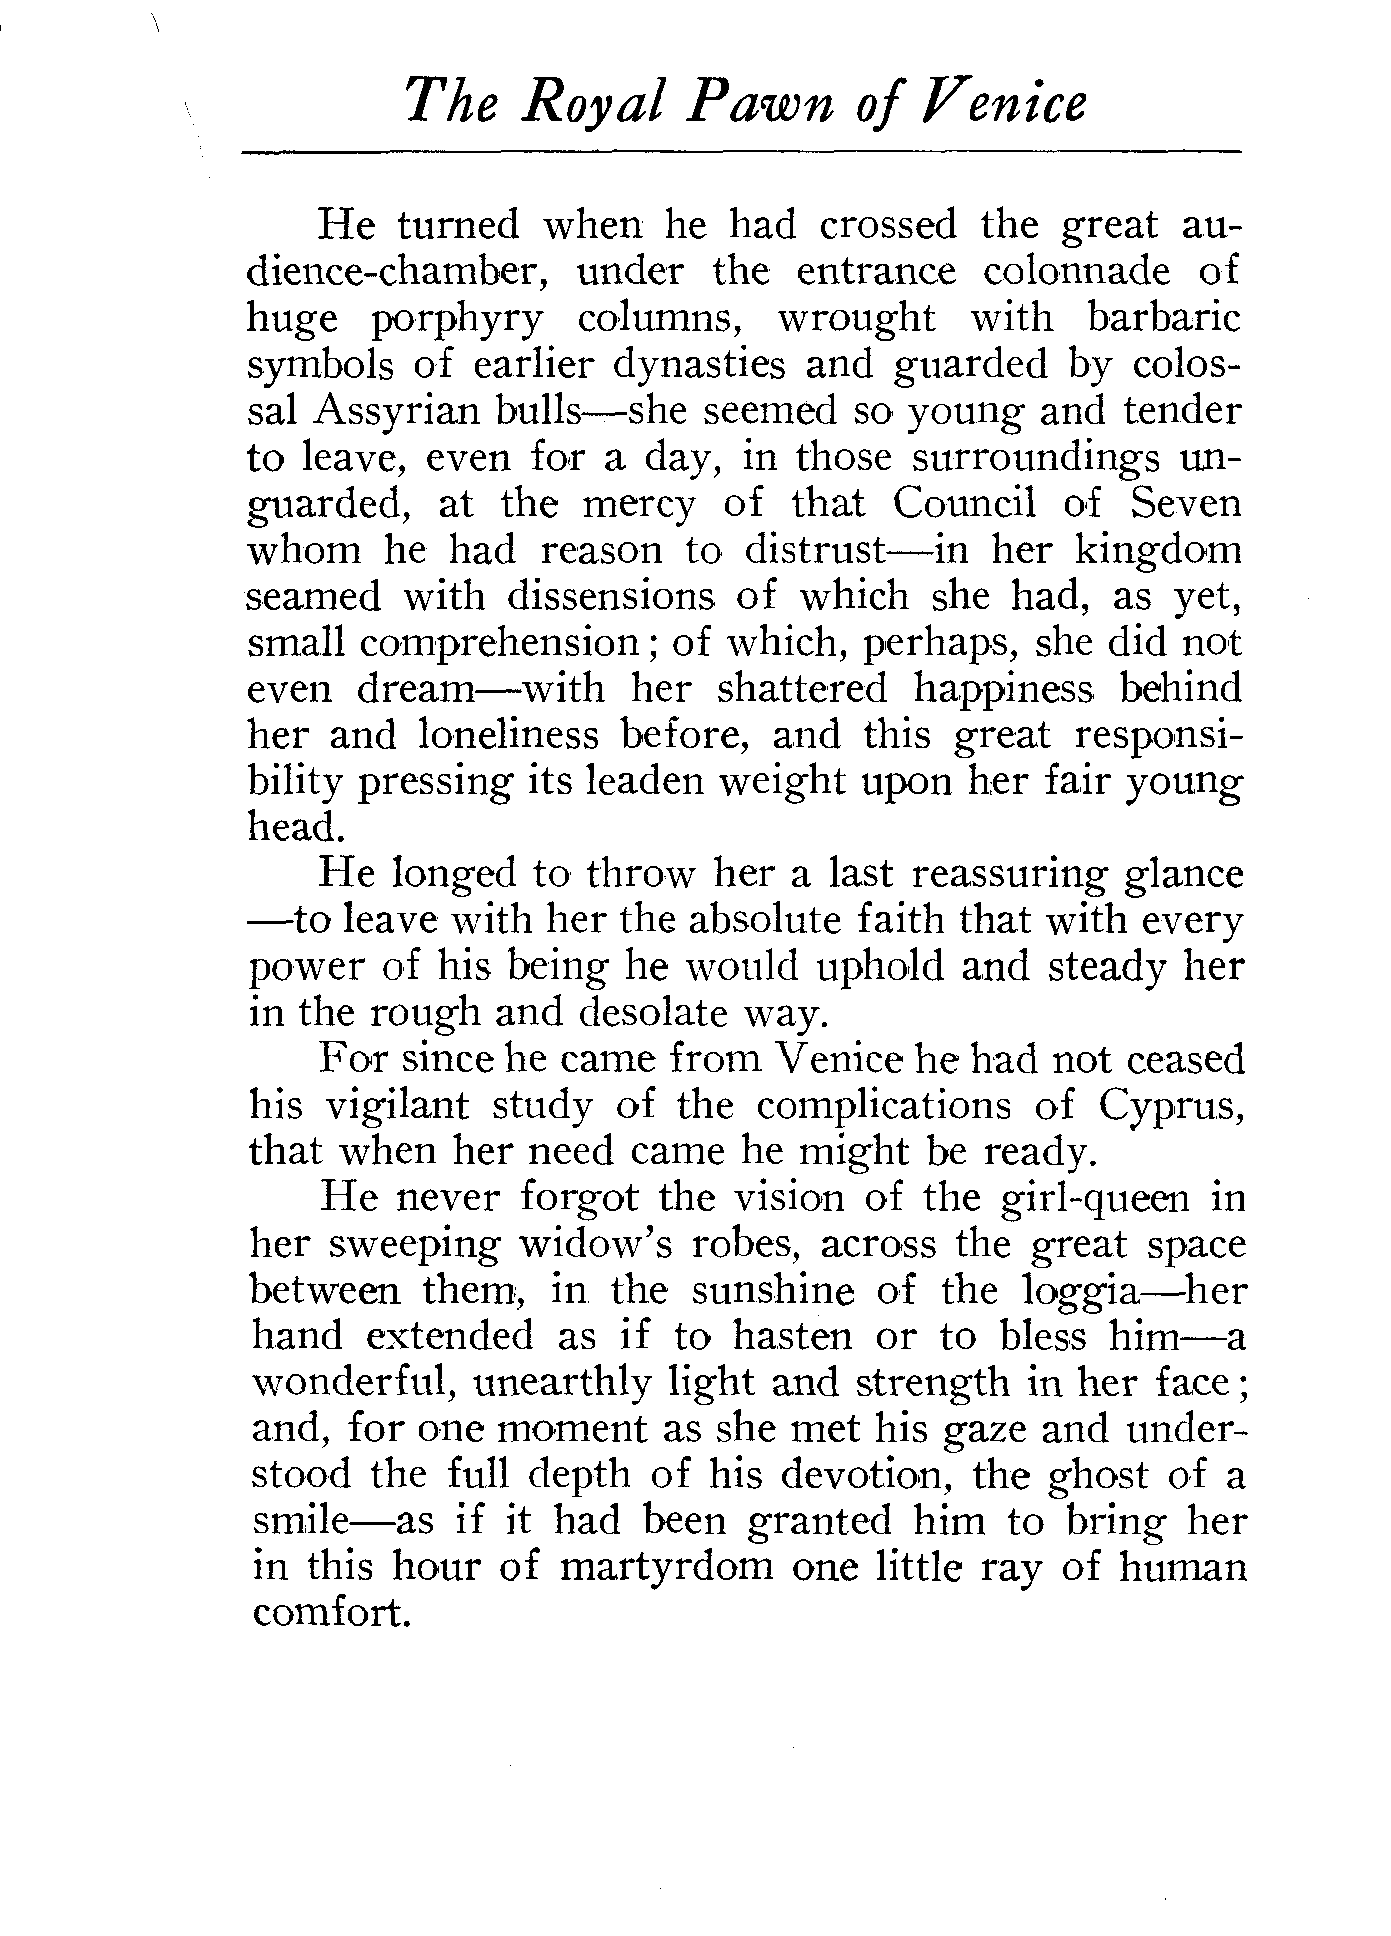 The Royal Pawn of Venice
He turned when he had crossed the great au-
dience-chamber, under the entrance colonnade of
huge porphyry columns, wrought with barbaric
symbols of earlier dynasties and guarded by colos-
sal Assyrian bulls—she seemed so young and tender
to leave, even for a day, in those surroundings un-
guarded, at the mercy of that Council of Seven
whom he had reason to distrust—in her kingdom
seamed with dissensions of which she had, as yet,
small comprehension; of which, perhaps, she did not
even dream—with her shattered happiness behind
her and loneliness before, and this great responsi-
bility pressing its leaden weight upon her fair young
head.
He longed to throw her a last reassuring glance
—to leave with her the absolute faith that with every
power of his being he would uphold and steady her
in the rough and desolate way.
For since he came from Venice he had not ceased
his vigilant study of the complications of Cyprus,
that when her need came he might be ready.
He never forgot the vision of the girl-queen in
her sweeping widow's robes, across the great space
between them, in the sunshine of the loggia—her
hand extended as if to hasten or to bless him—a
wonderful, unearthly light and strength in her face;
and, for one moment as she met his gaze and under-
stood the full depth of his devotion, the ghost of a
smile—as if it had been granted him to bring her
in this hour of martyrdom one little ray of human
comfort.